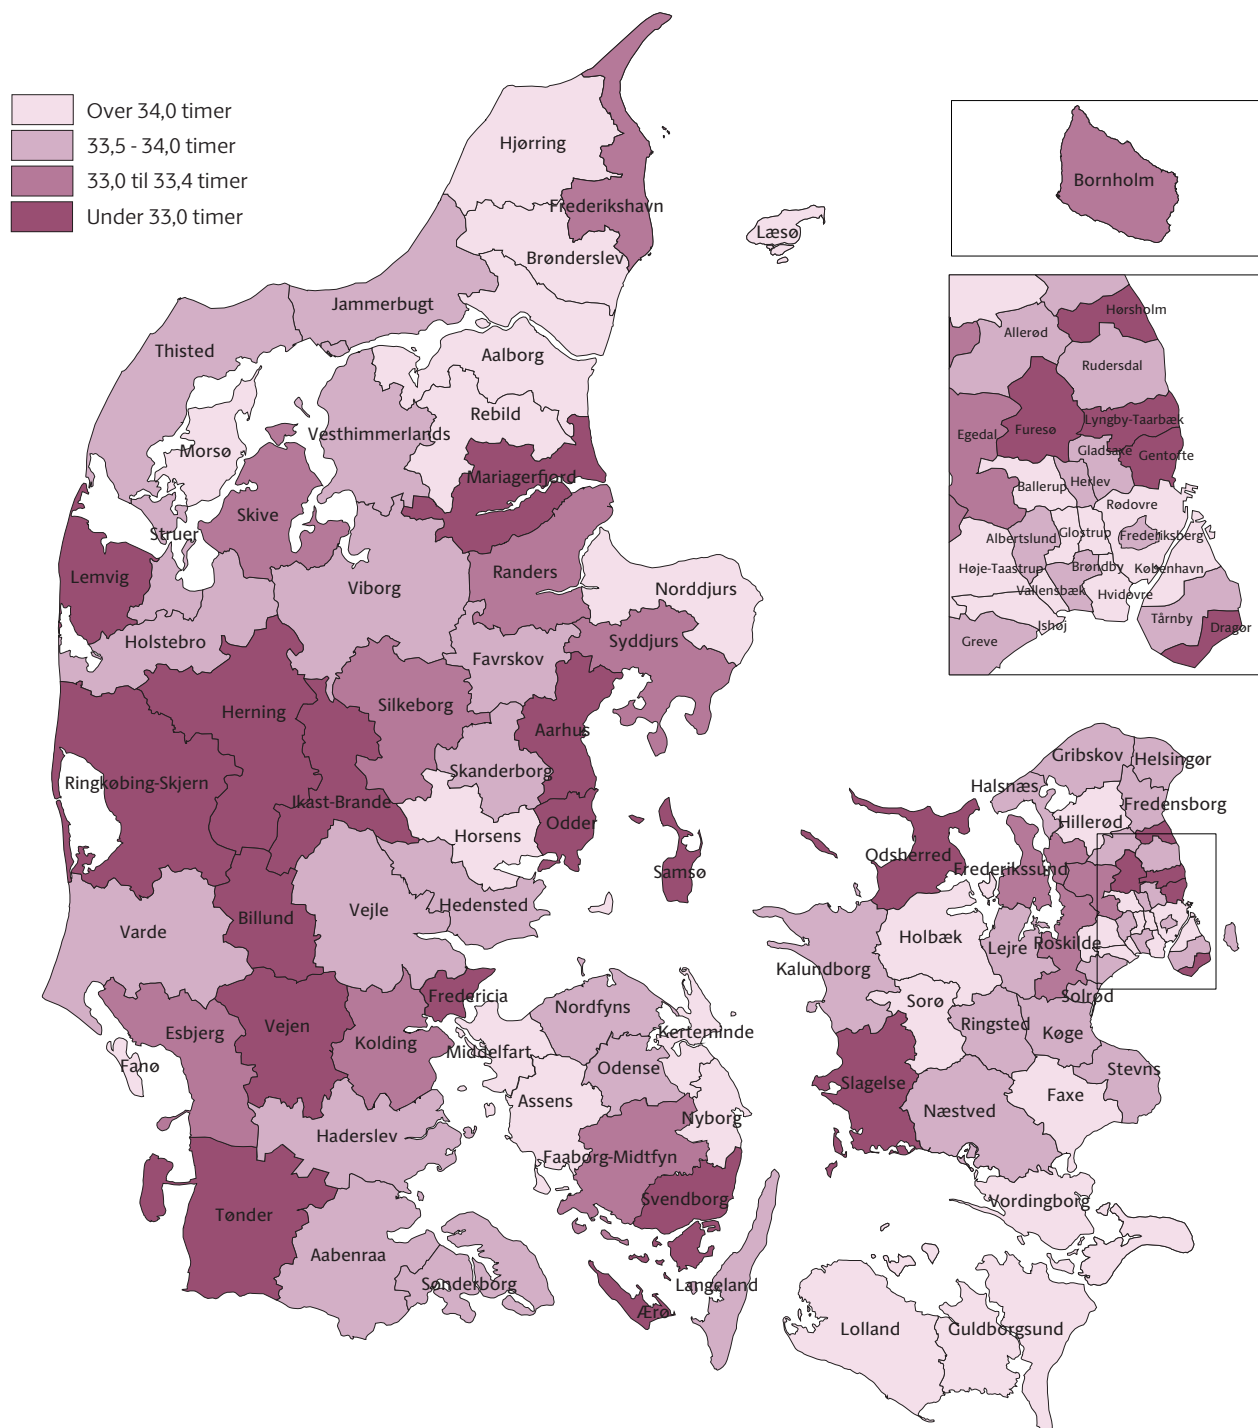 Over 34,0 timer
33,5 - 34,0 timer
33,0 til 33,4 timer
Under 33,0 timer
Hjørring
Frederikshavn
Læsø
Brønderslev
Jammerbugt
Thisted
Aalborg
Rebild
Vesthimmerlands
Morsø
Mariagerfjord
Skive
Struer
Lemvig
Randers
Viborg
Norddjurs
Holstebro
Syddjurs
Favrskov
Silkeborg
Herning
Aarhus
Skanderborg
Ringkøbing-Skjern
Ikast-Brande
Horsens
Odder
Samsø
Hedensted
Vejle
Billund
Varde
Fredericia
Vejen
Esbjerg
Kolding
Fanø
Middelfart
Nordfyns
Kerteminde
Odense
Assens
Nyborg
Haderslev
Faaborg-Midtfyn
Svendborg
Tønder
Aabenraa
Sønderborg
Langeland
Ærø
Bornholm
Hørsholm
Allerød
Rudersdal
Lyngby-Taarbæk
Furesø
Egedal
Gladsaxe
Gentofte
Ballerup
Herlev
Rødovre
Glostrup
Albertslund
Frederiksberg
Høje-Taastrup
Brøndby
København
Vallensbæk
Hvidovre
Ishøj
Tårnby
Dragør
Greve
Gribskov
Helsingør
Halsnæs
Fredensborg
Hillerød
Odsherred
Frederikssund
Holbæk
Lejre
Roskilde
Kalundborg
Solrød
Sorø
Ringsted
Køge
Stevns
Slagelse
Næstved
Faxe
Vordingborg
Lolland
Guldborgsund